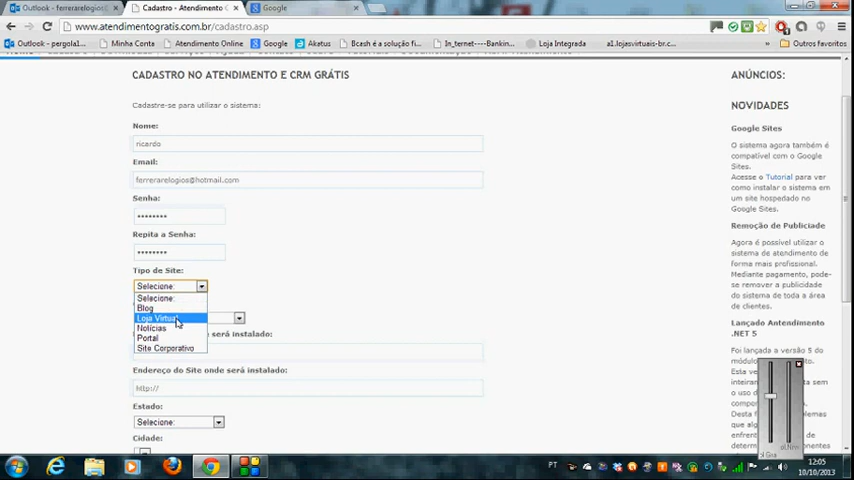 Outlook - ferrerarelogios@
Cadastro - Atendimento C
Google
www.atendimentogratis.com.br/cadastro.asp
Outlook - pergola1
Minha Conta
Atendimento Online
Google
Akatus
Bcash é a solução fi
In_ternet----Bankin
Loja Integrada
a1.lojasvirtuais-br.c...
Outros favoritos
CADASTRO NO ATENDIMENTO E CRM GRÁTIS
Cadastre-se para utilizar o sistema:
Nome:
ricardo
Email:
ferrerarelogios@hotmail.com
Senha:
••••••••
Repita a Senha:
••••••••
Tipo de Site:
Selecione:
Selecione:
Blog
Loja Virtual
Notícias
Portal
Site Corporativo
e será instalado:
Endereço do Site onde será instalado:
http://
Estado:
Selecione:
Cidade:
ANÚNCIOS:
NOVIDADES
Google Sites
O sistema agora também é
compatível com o Google
Sites.
Acesse o Tutorial para ver
como instalar o sistema em
um site hospedado no
Google Sites.
Remoção de Publiciade
Agora é possível utilizar o
sistema de atendimento de
forma mais profissional.
Mediante pagamento, pode-
se remover a publicidade
do sistema de
Lançado Atendimento
.NET 5
Foi lançada a versão 5 do
PT
12:05
10/10/2013